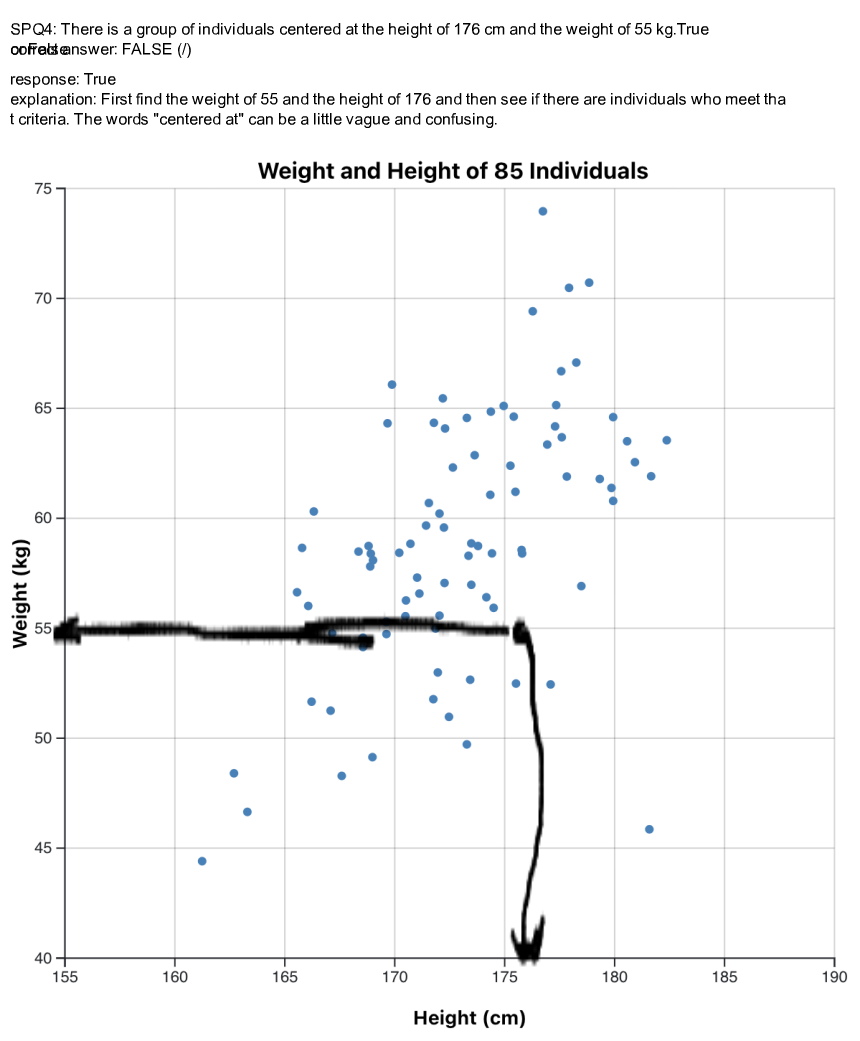 SPQ4: There is a group of individuals centered at the height of 176 cm and the weight of 55 kg.True
answer: FALSE (/)
response: True
explanation: First find the weight of 55 and the height of 176 and then see if there are individuals who meet tha
t criteria. The words "centered at" can be a little vague and confusing.
Weight and Height of 85 Individuals
75
70
65
60
55
50
45
40
Weight (kg)
155 160 165 170 175 180 185 190
Height (cm)